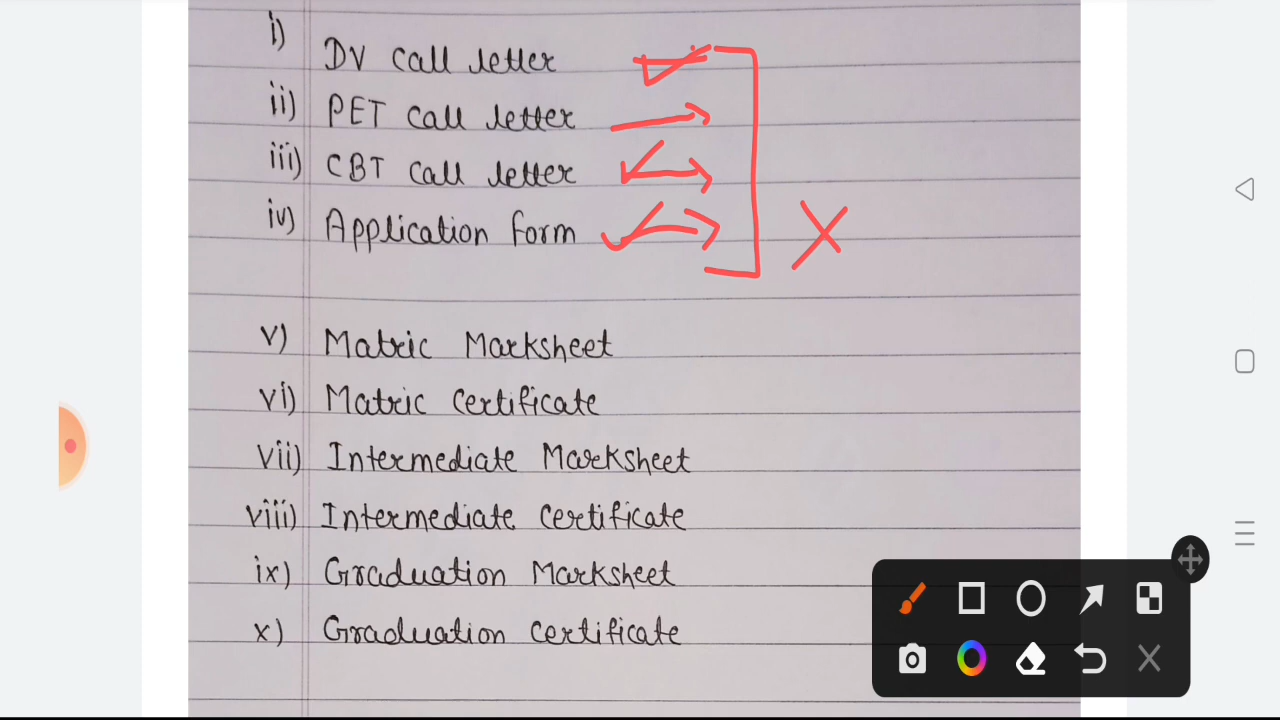 i) DV call letter
ii) PET call letter
iii) CBT call letter
iv) Application form
v) Matric Marksheet
vi) Matric certificate
vii) Intermediate Marksheet
viii) Intermediate certificate
ix) Graduation Marksheet
x) Graduation certificate